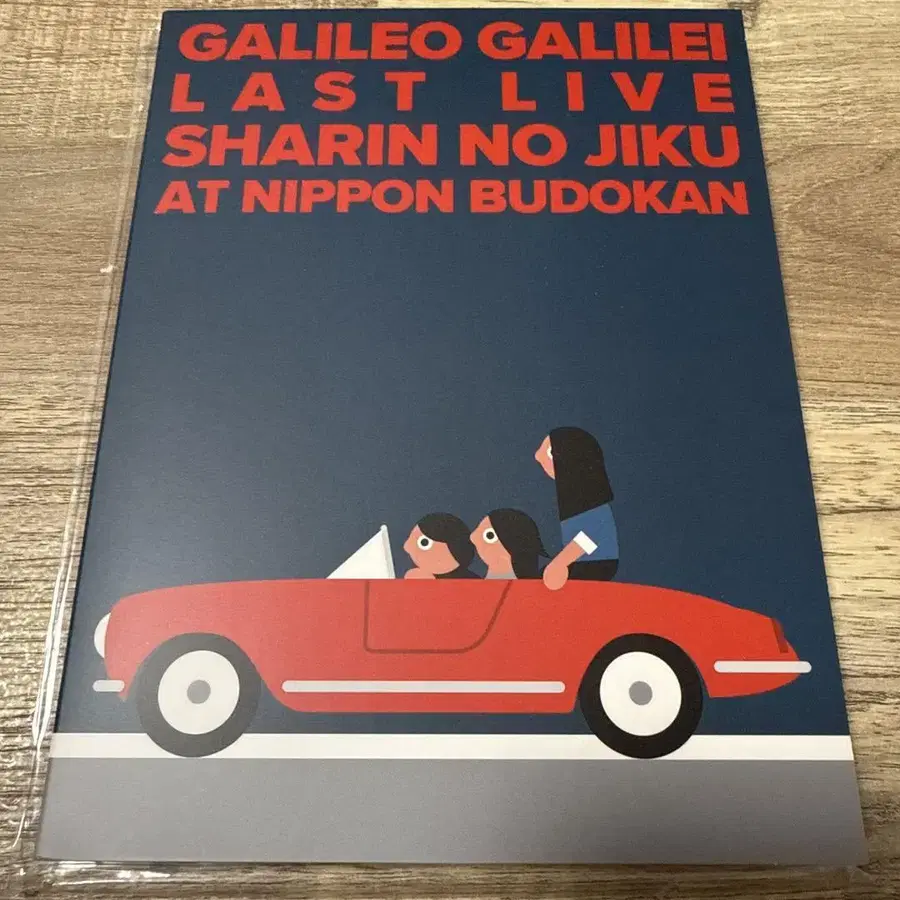 GALILEO GALILEI
LAST LIVE
SHARIN NO JIKU
AT NIPPON BUDOKAN